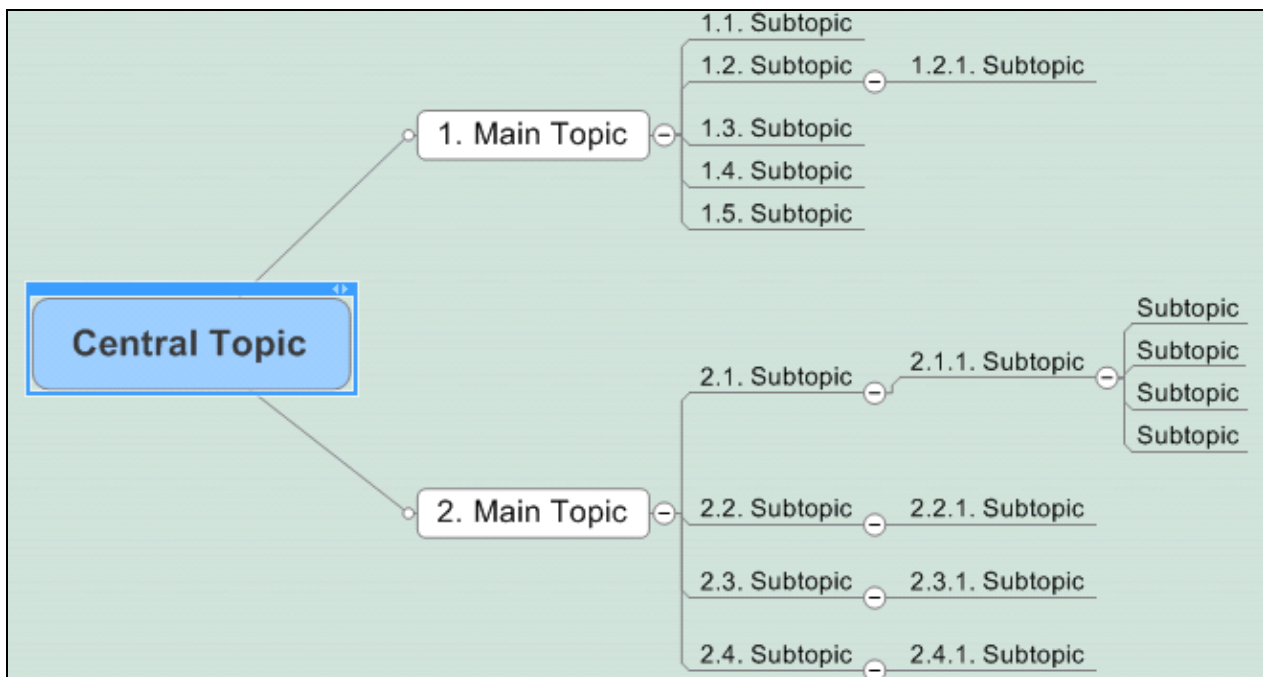 Central Topic
1. Main Topic
1.1. Subtopic
1.2. Subtopic
1.2.1. Subtopic
1.3. Subtopic
1.4. Subtopic
1.5. Subtopic
2. Main Topic
2.1. Subtopic
2.1.1. Subtopic
Subtopic
Subtopic
Subtopic
Subtopic
2.2. Subtopic
2.2.1. Subtopic
2.3. Subtopic
2.3.1. Subtopic
2.4. Subtopic
2.4.1. Subtopic